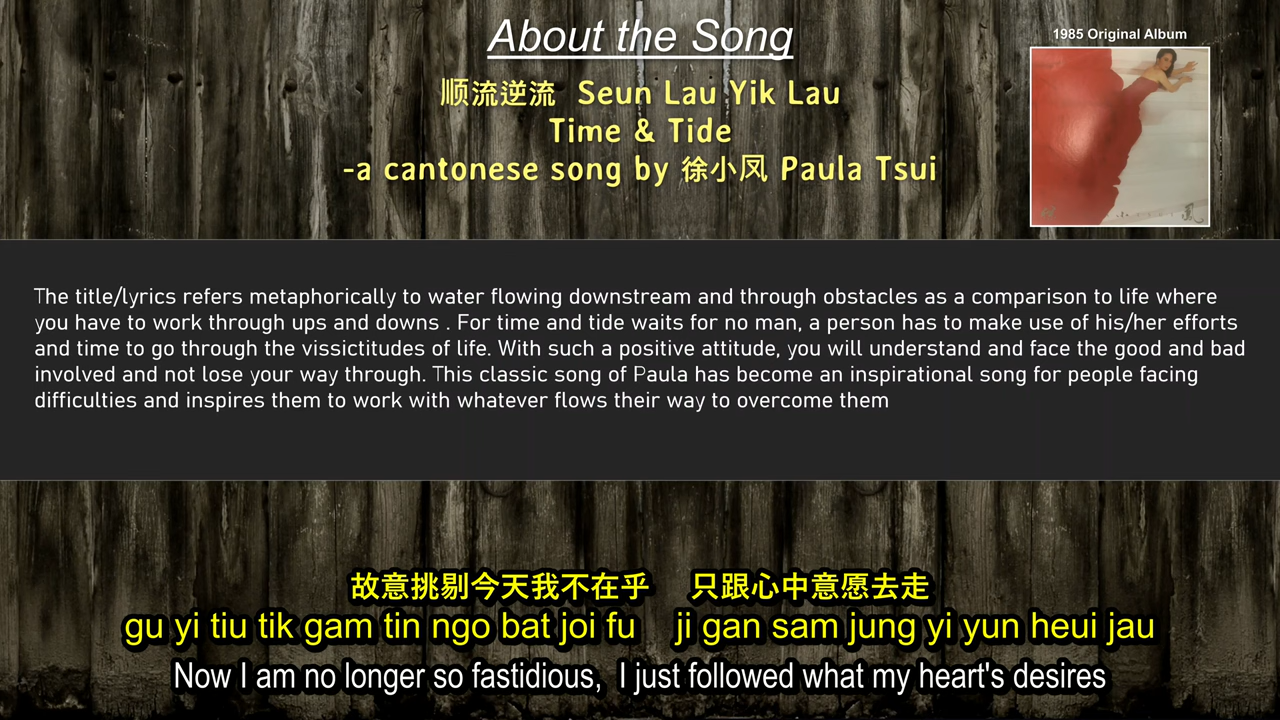 About the Song
1985 Original Album
顺流逆流 Seun Lau Yik Lau
Time & Tide
-a cantonese song by 徐小凤 Paula Tsui
The title/lyrics refers metaphorically to water flowing downstream and through obstacles as a comparison to life where
you have to work through ups and downs . For time and tide waits for no man, a person has to make use of his/her efforts
and time to go through the vissictitudes of life. With such a positive attitude, you will understand and face the good and bad
involved and not lose your way through. This classic song of Paula has become an inspirational song for people facing
difficulties and inspires them to work with whatever flows their way to overcome them
故意挑剔今天我不在乎 只跟心中意愿去走
gu yi tiu tik gam tin ngo bat joi fu ji gan sam jung yi yun heui jau
Now I am no longer so fastidious, I just followed what my heart's desires